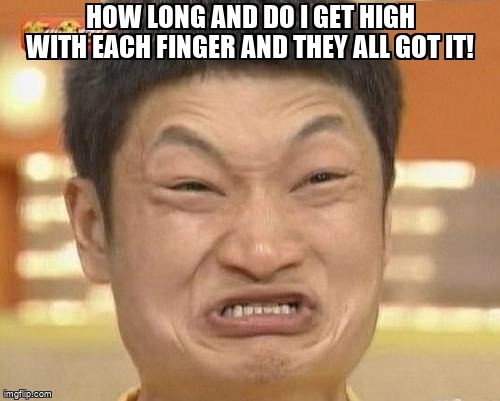 HOW LONG AND DO I GET HIGH
WITH EACH FINGER AND THEY ALL GOT IT!
imgflip.com